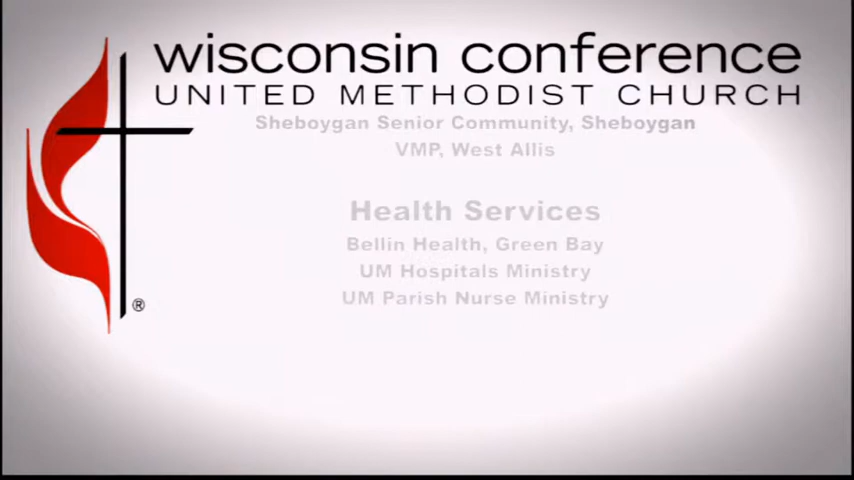 wisconsin conference
UNITED METHODIST CHURCH
Sheboygan Senior Community, Sheboygan
VMP, West Allis
Health Services
Bellin Health, Green Bay
UM Hospitals Ministry
UM Parish Nurse Ministry
®